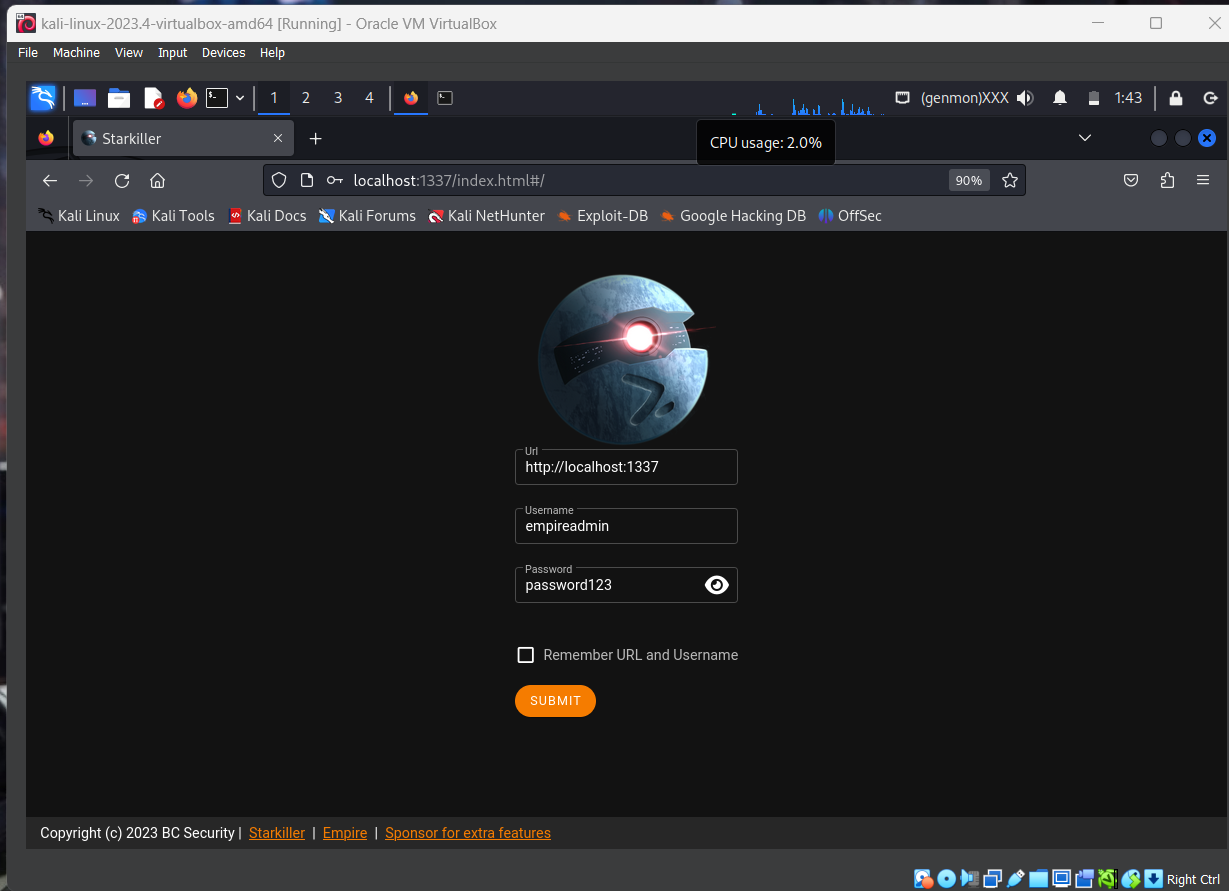 kali-linux-2023.4-virtualbox-amd64 [Running] - Oracle VM VirtualBox
File Machine View Input Devices Help
1 2 3 4 (genmon)XXX 1:43
Starkiller
CPU usage: 2.0%
localhost:1337/index.html#/ 90%
Kali Linux Kali Tools Kali Docs Kali Forums Kali NetHunter Exploit-DB Google Hacking DB OffSec
Url
http://localhost:1337
Username
empireadmin
Password
password123
Remember URL and Username
SUBMIT
Copyright (c) 2023 BC Security | Starkiller | Empire | Sponsor for extra features
Right Ctrl